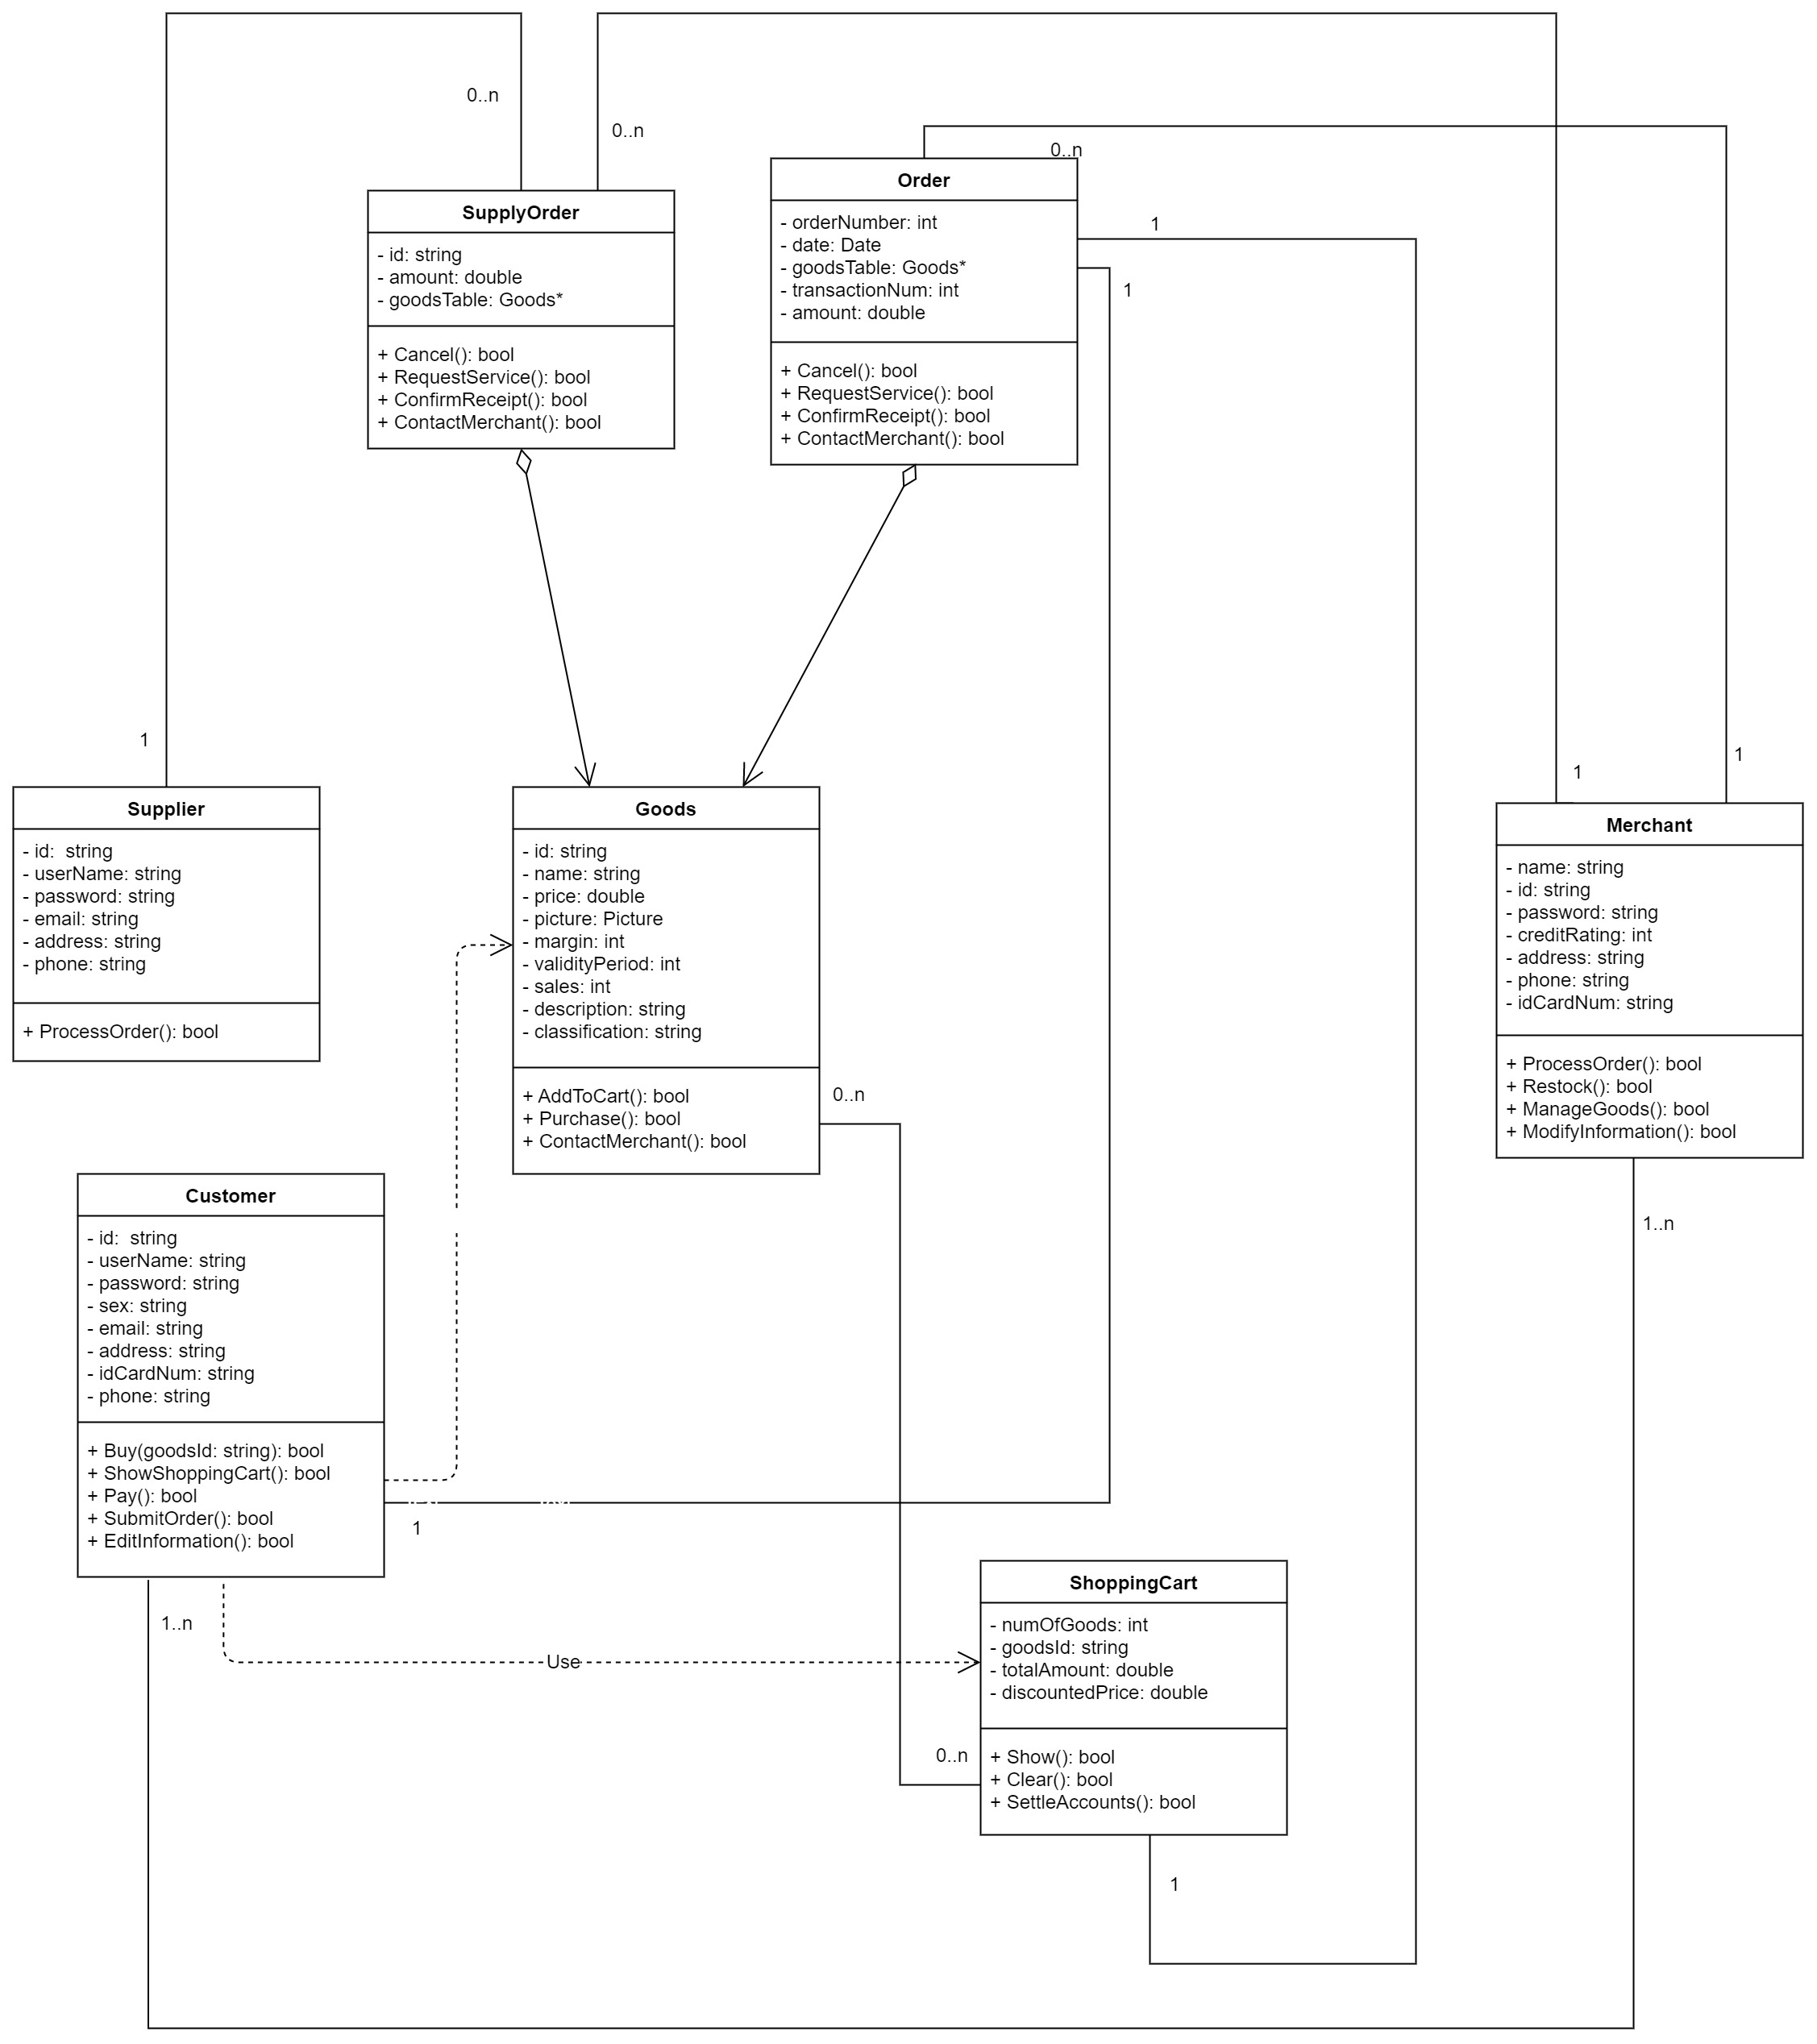 0..n
0..n
0..n
SupplyOrder
- id: string
- amount: double
- goodsTable: Goods*
+ Cancel(): bool
+ RequestService(): bool
+ ConfirmReceipt(): bool
+ ContactMerchant(): bool
Order
- orderNumber: int
- date: Date
- goodsTable: Goods*
- transactionNum: int
- amount: double
+ Cancel(): bool
+ RequestService(): bool
+ ConfirmReceipt(): bool
+ ContactMerchant(): bool
1
1
1
1
1
Supplier
- id:  string
- userName: string
- password: string
- email: string
- address: string
- phone: string
+ ProcessOrder(): bool
Goods
- id: string
- name: string
- price: double
- picture: Picture
- margin: int
- validityPeriod: int
- sales: int
- description: string
- classification: string
+ AddToCart(): bool
+ Purchase(): bool
+ ContactMerchant(): bool
0..n
Merchant
- name: string
- id: string
- password: string
- creditRating: int
- address: string
- phone: string
- idCardNum: string
+ ProcessOrder(): bool
+ Restock(): bool
+ ManageGoods(): bool
+ ModifyInformation(): bool
1..n
Customer
- id:  string
- userName: string
- password: string
- sex: string
- email: string
- address: string
- idCardNum: string
- phone: string
+ Buy(goodsId: string): bool
+ ShowShoppingCart(): bool
+ Pay(): bool
+ SubmitOrder(): bool
+ EditInformation(): bool
1
1..n
Use
ShoppingCart
- numOfGoods: int
- goodsId: string
- totalAmount: double
- discountedPrice: double
+ Show(): bool
+ Clear(): bool
+ SettleAccounts(): bool
0..n
1